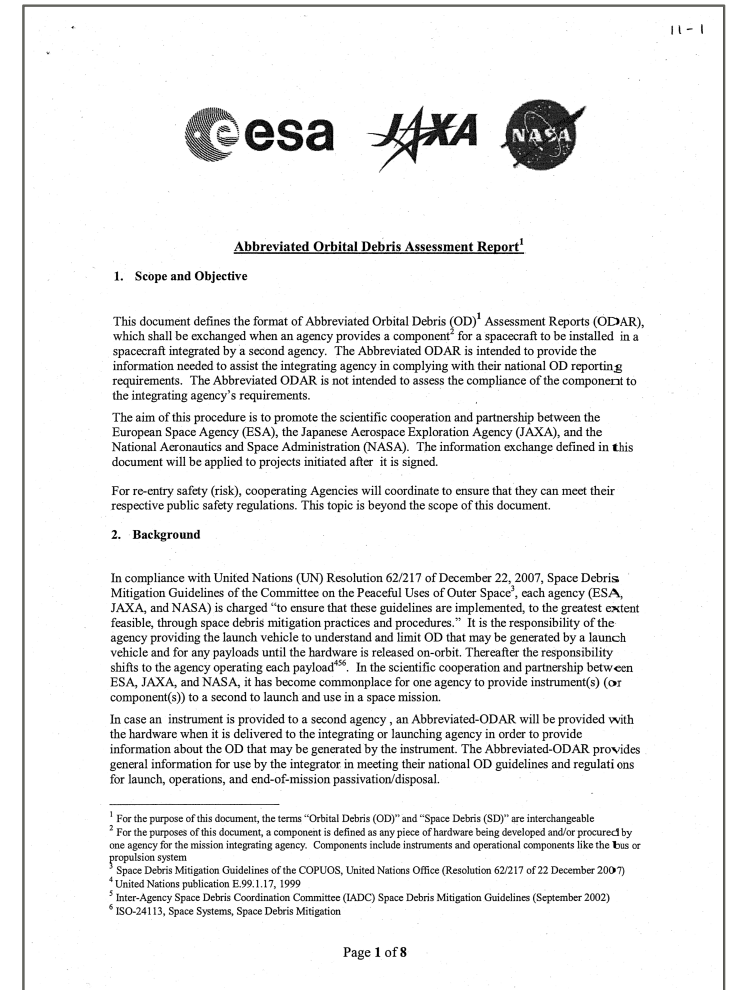 11-1
esa JAXA NASA
Abbreviated Orbital Debris Assessment Report1
1. Scope and Objective
This document defines the format of Abbreviated Orbital Debris (OD)1 Assessment Reports (ODAR),
which shall be exchanged when an agency provides a component2 for a spacecraft to be installed in a
spacecraft integrated by a second agency. The Abbreviated ODAR is intended to provide the
information needed to assist the integrating agency in complying with their national OD reporting
requirements. The Abbreviated ODAR is not intended to assess the compliance of the component to
the integrating agency's requirements.
The aim of this procedure is to promote the scientific cooperation and partnership between the
European Space Agency (ESA), the Japanese Aerospace Exploration Agency (JAXA), and the
National Aeronautics and Space Administration (NASA). The information exchange defined in this
document will be applied to projects initiated after it is signed.
For re-entry safety (risk), cooperating Agencies will coordinate to ensure that they can meet their
respective public safety regulations. This topic is beyond the scope of this document.
2. Background
In compliance with United Nations (UN) Resolution 62/217 of December 22, 2007, Space Debris
Mitigation Guidelines of the Committee on the Peaceful Uses of Outer Space3, each agency (ESA,
JAXA, and NASA) is charged “to ensure that these guidelines are implemented, to the greatest extent
feasible, through space debris mitigation practices and procedures.” It is the responsibility of the
agency providing the launch vehicle to understand and limit OD that may be generated by a launch
vehicle and for any payloads until the hardware is released on-orbit. Thereafter the responsibility
shifts to the agency operating each payload456. In the scientific cooperation and partnership between
ESA, JAXA, and NASA, it has become commonplace for one agency to provide instrument(s) (or
component(s)) to a second to launch and use in a space mission.
In case an instrument is provided to a second agency , an Abbreviated-ODAR will be provided with
the hardware when it is delivered to the integrating or launching agency in order to provide
information about the OD that may be generated by the instrument. The Abbreviated-ODAR provides
general information for use by the integrator in meeting their national OD guidelines and regulations
for launch, operations, and end-of-mission passivation/disposal.
1 For the purpose of this document, the terms “Orbital Debris (OD)” and “Space Debris (SD)” are interchangeable
2 For the purposes of this document, a component is defined as any piece of hardware being developed and/or procured by
one agency for the mission integrating agency. Components include instruments and operational components like the bus or
propulsion system
3 Space Debris Mitigation Guidelines of the COPUOS, United Nations Office (Resolution 62/217 of 22 December 2007)
4 United Nations publication E.99.1.17, 1999
5 Inter-Agency Space Debris Coordination Committee (IADC) Space Debris Mitigation Guidelines (September 2002)
6 ISO-24113, Space Systems, Space Debris Mitigation
Page 1 of 8